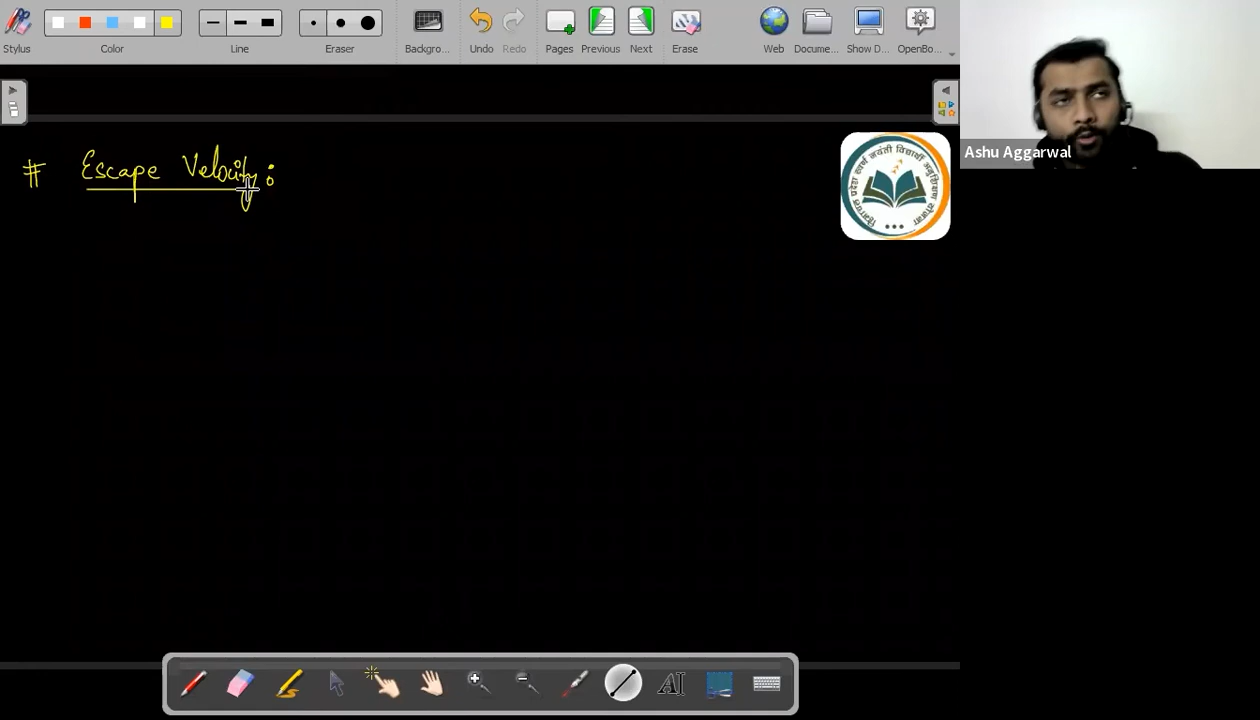 Stylus Color Line Eraser Backgro... Undo Redo Pages Previous Next Erase Web Docume... Show D... OpenBo...
# Escape Velocity:
Ashu Aggarwal